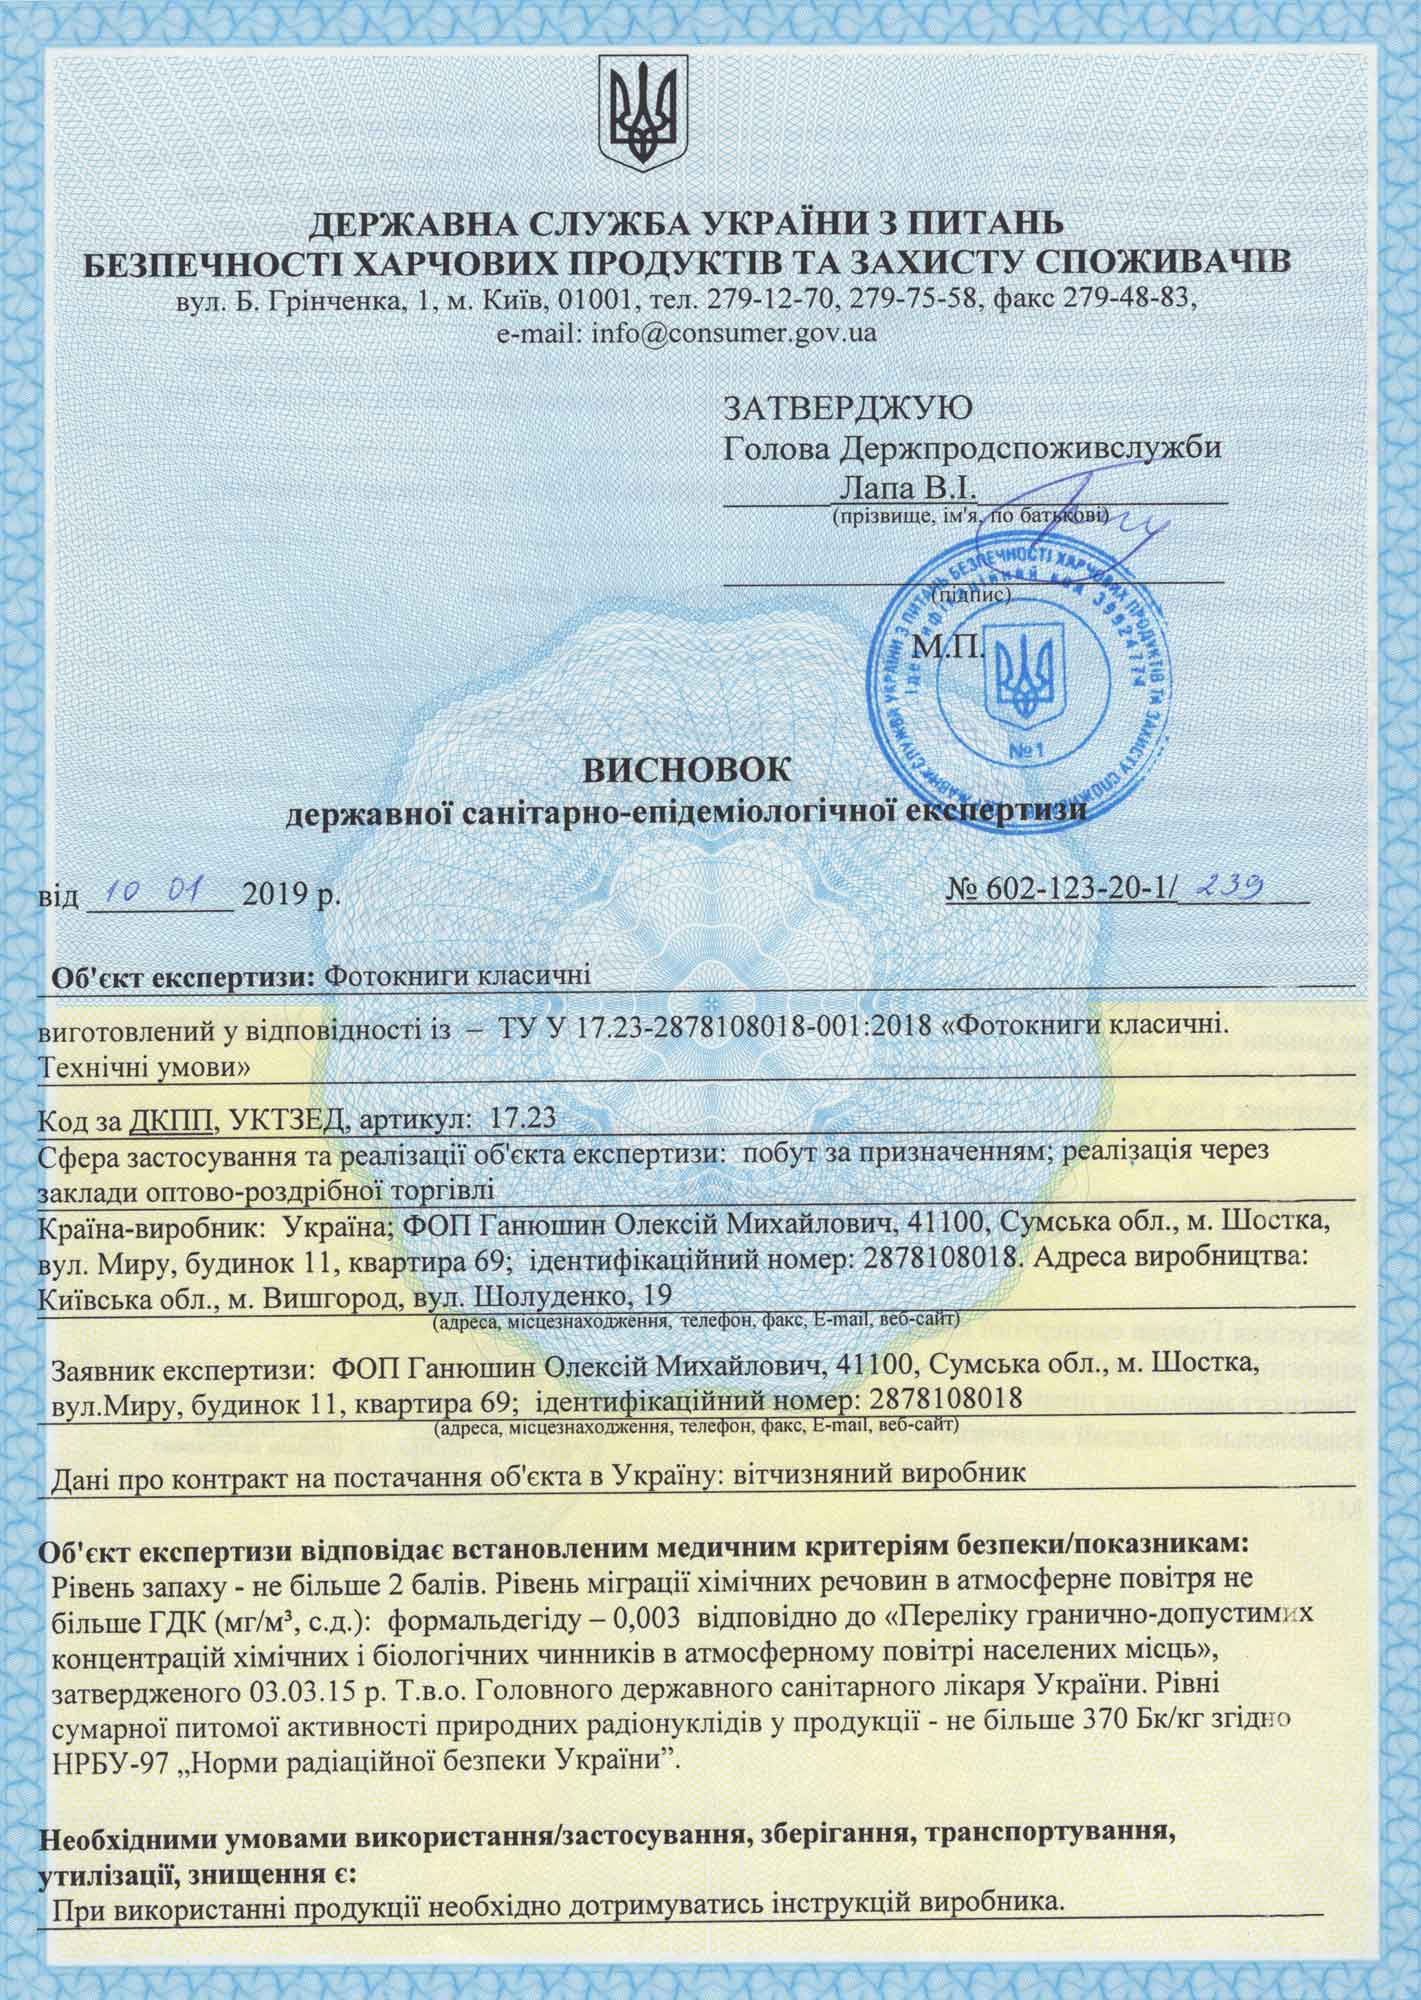 ДЕРЖАВНА СЛУЖБА УКРАЇНИ З ПИТАНЬ
БЕЗПЕЧНОСТІ ХАРЧОВИХ ПРОДУКТІВ ТА ЗАХИСТУ СПОЖИВАЧІВ
вул. Б. Грінченка, 1, м. Київ, 01001, тел. 279-12-70, 279-75-58, факс 279-48-83,
e-mail: info@consumer.gov.ua
ЗАТВЕРДЖУЮ
Голова Держпродспоживслужби
Лапа В.І.
(прізвище, ім'я, по батькові)
(підпис)
М.П.
УКРАЇНИ З ПИТАНЬ БЕЗПЕЧНОСТІ ХАРЧОВИХ ПРОДУКТІВ ТА ЗАХИСТУ
Ідентифікаційний код 39924774
№1
ВИСНОВОК
державної санітарно-епідеміологічної експертизи
від 10 01 2019 р.
№ 602-123-20-1/ 239
Об'єкт експертизи: Фотокниги класичні
виготовлений у відповідності із – ТУ У 17.23-2878108018-001:2018 «Фотокниги класичні.
Технічні умови»
Код за ДКПП, УКТЗЕД, артикул: 17.23
Сфера застосування та реалізації об'єкта експертизи: побут за призначенням; реалізація через
заклади оптово-роздрібної торгівлі
Країна-виробник: Україна; ФОП Ганюшин Олексій Михайлович, 41100, Сумська обл., м. Шостка,
вул. Миру, будинок 11, квартира 69; ідентифікаційний номер: 2878108018. Адреса виробництва:
Київська обл., м. Вишгород, вул. Шолуденко, 19
(адреса, місцезнаходження, телефон, факс, E-mail, веб-сайт)
Заявник експертизи: ФОП Ганюшин Олексій Михайлович, 41100, Сумська обл., м. Шостка,
вул.Миру, будинок 11, квартира 69; ідентифікаційний номер: 2878108018
(адреса, місцезнаходження, телефон, факс, E-mail, веб-сайт)
Дані про контракт на постачання об'єкта в Україну: вітчизняний виробник
Об'єкт експертизи відповідає встановленим медичним критеріям безпеки/показникам:
Рівень запаху - не більше 2 балів. Рівень міграції хімічних речовин в атмосферне повітря не
більше ГДК (мг/м³, с.д.): формальдегіду – 0,003 відповідно до «Переліку гранично-допустимих
концентрацій хімічних і біологічних чинників в атмосферному повітрі населених місць»,
затвердженого 03.03.15 р. Т.в.о. Головного державного санітарного лікаря України. Рівні
сумарної питомої активності природних радіонуклідів у продукції - не більше 370 Бк/кг згідно
НРБУ-97 „Норми радіаційної безпеки України”.
Необхідними умовами використання/застосування, зберігання, транспортування,
утилізації, знищення є:
При використанні продукції необхідно дотримуватись інструкцій виробника.